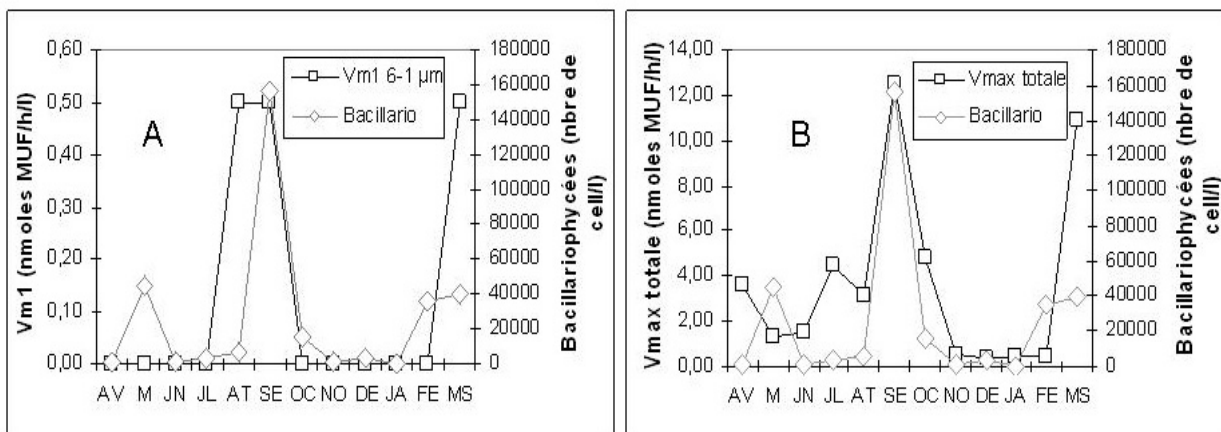 0,60
0,50
0,40
0,30
0,20
0,10
0,00
Vm1 (nmoles MUF/h/l)
A
Vm1 6-1 µm
Bacillario
180000
160000
140000
120000
100000
80000
60000
40000
20000
0
Bacillariophycées (nbre de
cell/l)
AV M JN JL AT SE OC NO DE JA FE MS
14,00
12,00
10,00
8,00
6,00
4,00
2,00
0,00
Vmax totale (nmoles MUF/h/l)
B
Vmax totale
Bacillario
180000
160000
140000
120000
100000
80000
60000
40000
20000
0
Bacillariophycées (nbre de
cell/l)
AV M JN JL AT SE OC NO DE JA FE MS